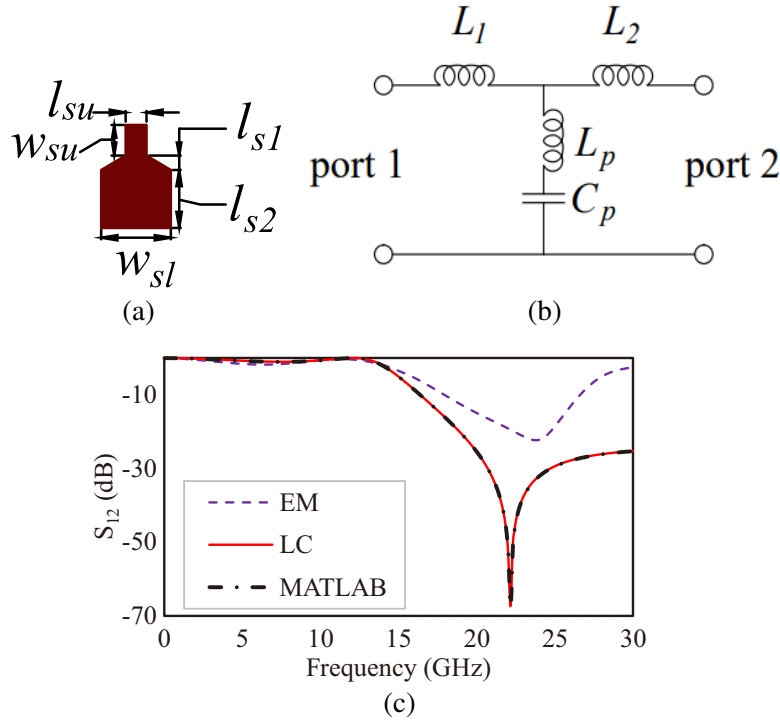 l_su
w_su
l_s1
l_s2
w_sl
(a)
L_1
L_2
L_p
C_p
port 1
port 2
(b)
-10
-30
-50
-70
S_12 (dB)
EM
LC
MATLAB
0 5 10 15 20 25 30
Frequency (GHz)
(c)